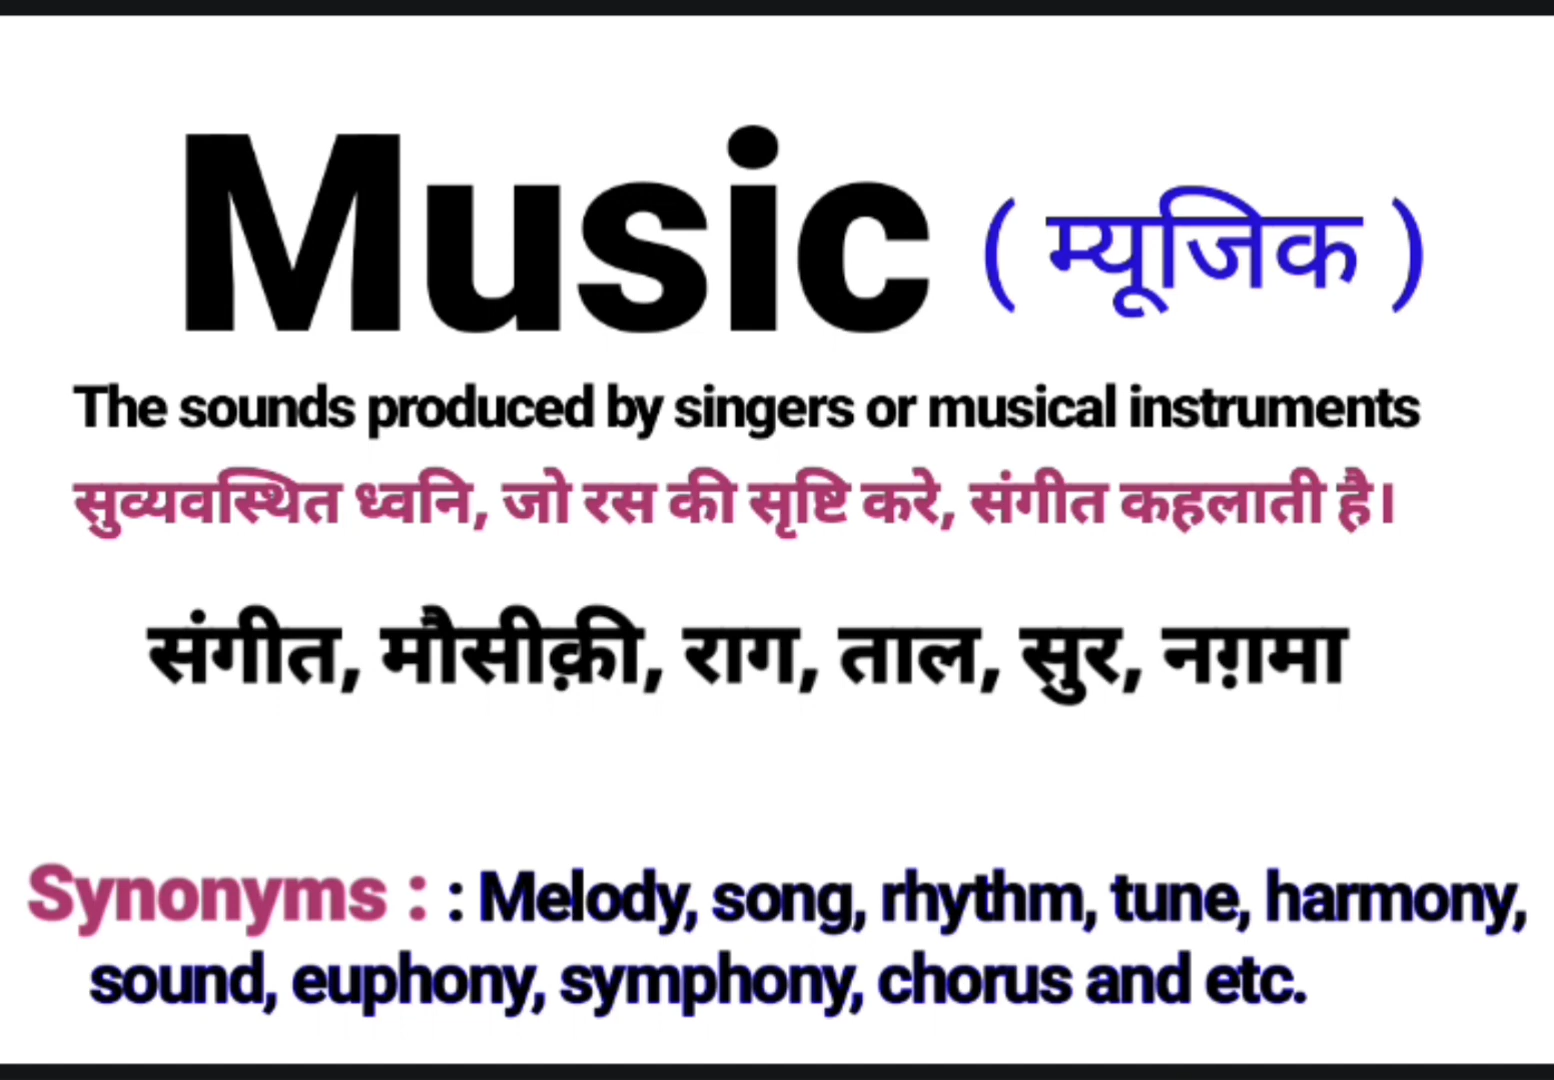 Music ( म्यूजिक )
The sounds produced by singers or musical instruments
सुव्यवस्थित ध्वनि, जो रस की सृष्टि करे, संगीत कहलाती है।
संगीत, मौसीक़ी, राग, ताल, सुर, नग़मा
Synonyms : : Melody, song, rhythm, tune, harmony,
sound, euphony, symphony, chorus and etc.